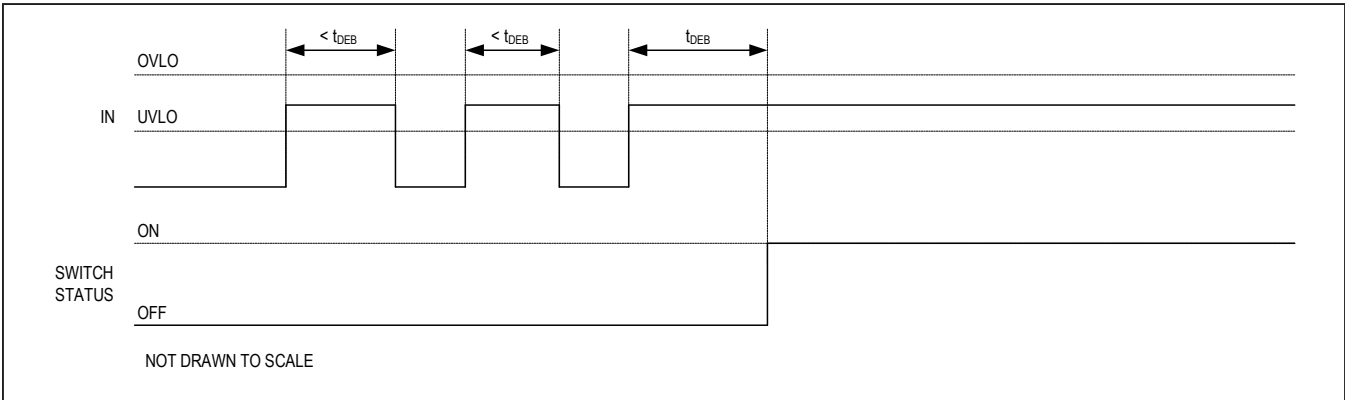 < tDEB < tDEB tDEB
OVLO
IN UVLO
ON
SWITCH
STATUS
OFF
NOT DRAWN TO SCALE